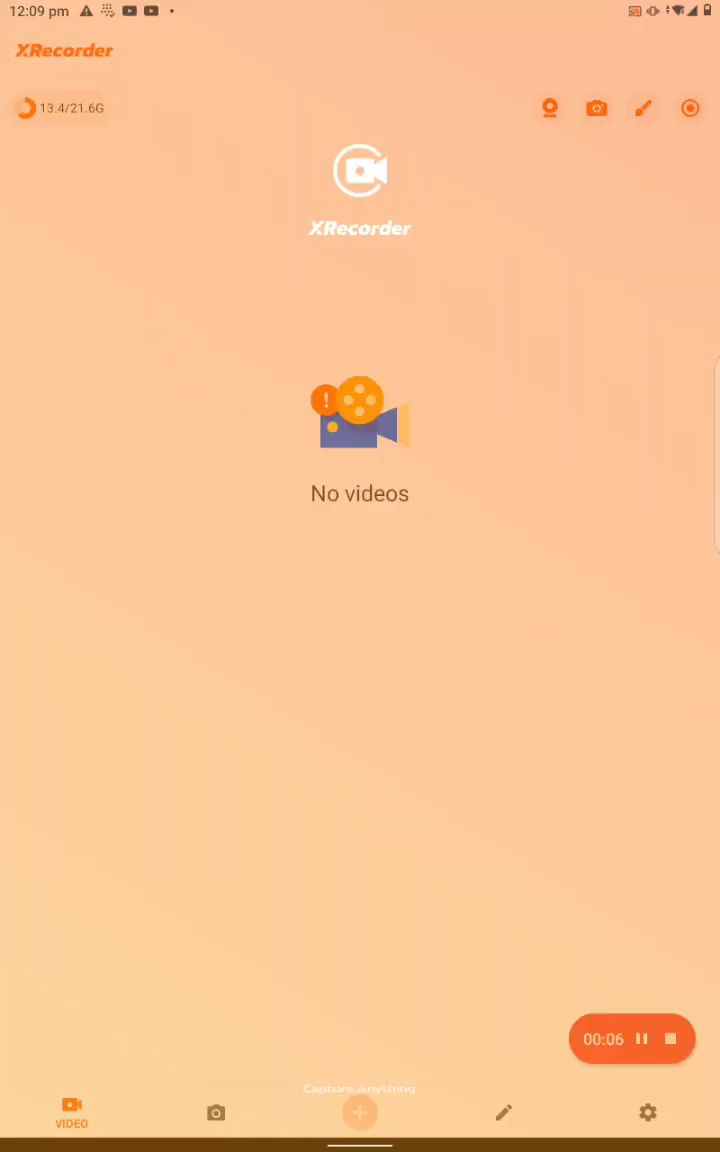 12:09 pm
XRecorder
13.4/21.6G
XRecorder
No videos
00:06
Capture Anything
VIDEO